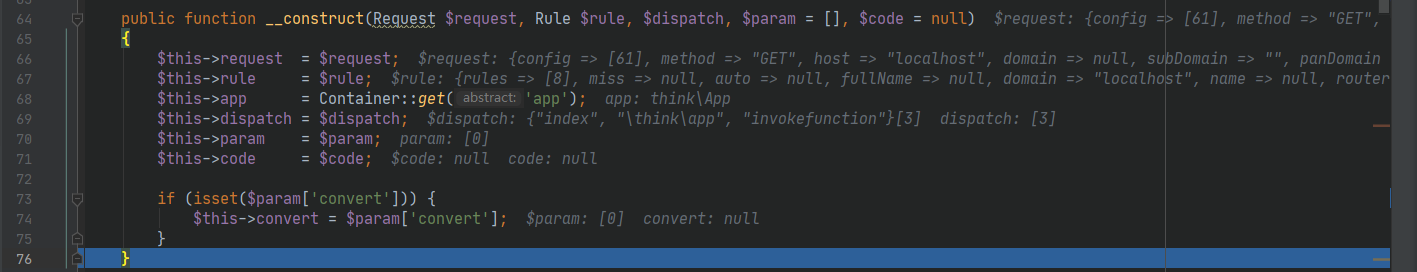 64 public function __construct(Request $request, Rule $rule, $dispatch, $param = [], $code = null) $request: {config => [61], method => "GET",
65 {
66 $this->request = $request; $request: {config => [61], method => "GET", host => "localhost", domain => null, subDomain => "", panDomain
67 $this->rule = $rule; $rule: {rules => [8], miss => null, auto => null, fullName => null, domain => "localhost", name => null, router
68 $this->app = Container::get( abstract: 'app'); app: think\App
69 $this->dispatch = $dispatch; $dispatch: {"index", "\think\app", "invokefunction"}[3] dispatch: [3]
70 $this->param = $param; param: [0]
71 $this->code = $code; $code: null code: null
72
73 if (isset($param['convert'])) {
74 $this->convert = $param['convert']; $param: [0] convert: null
75 }
76 }